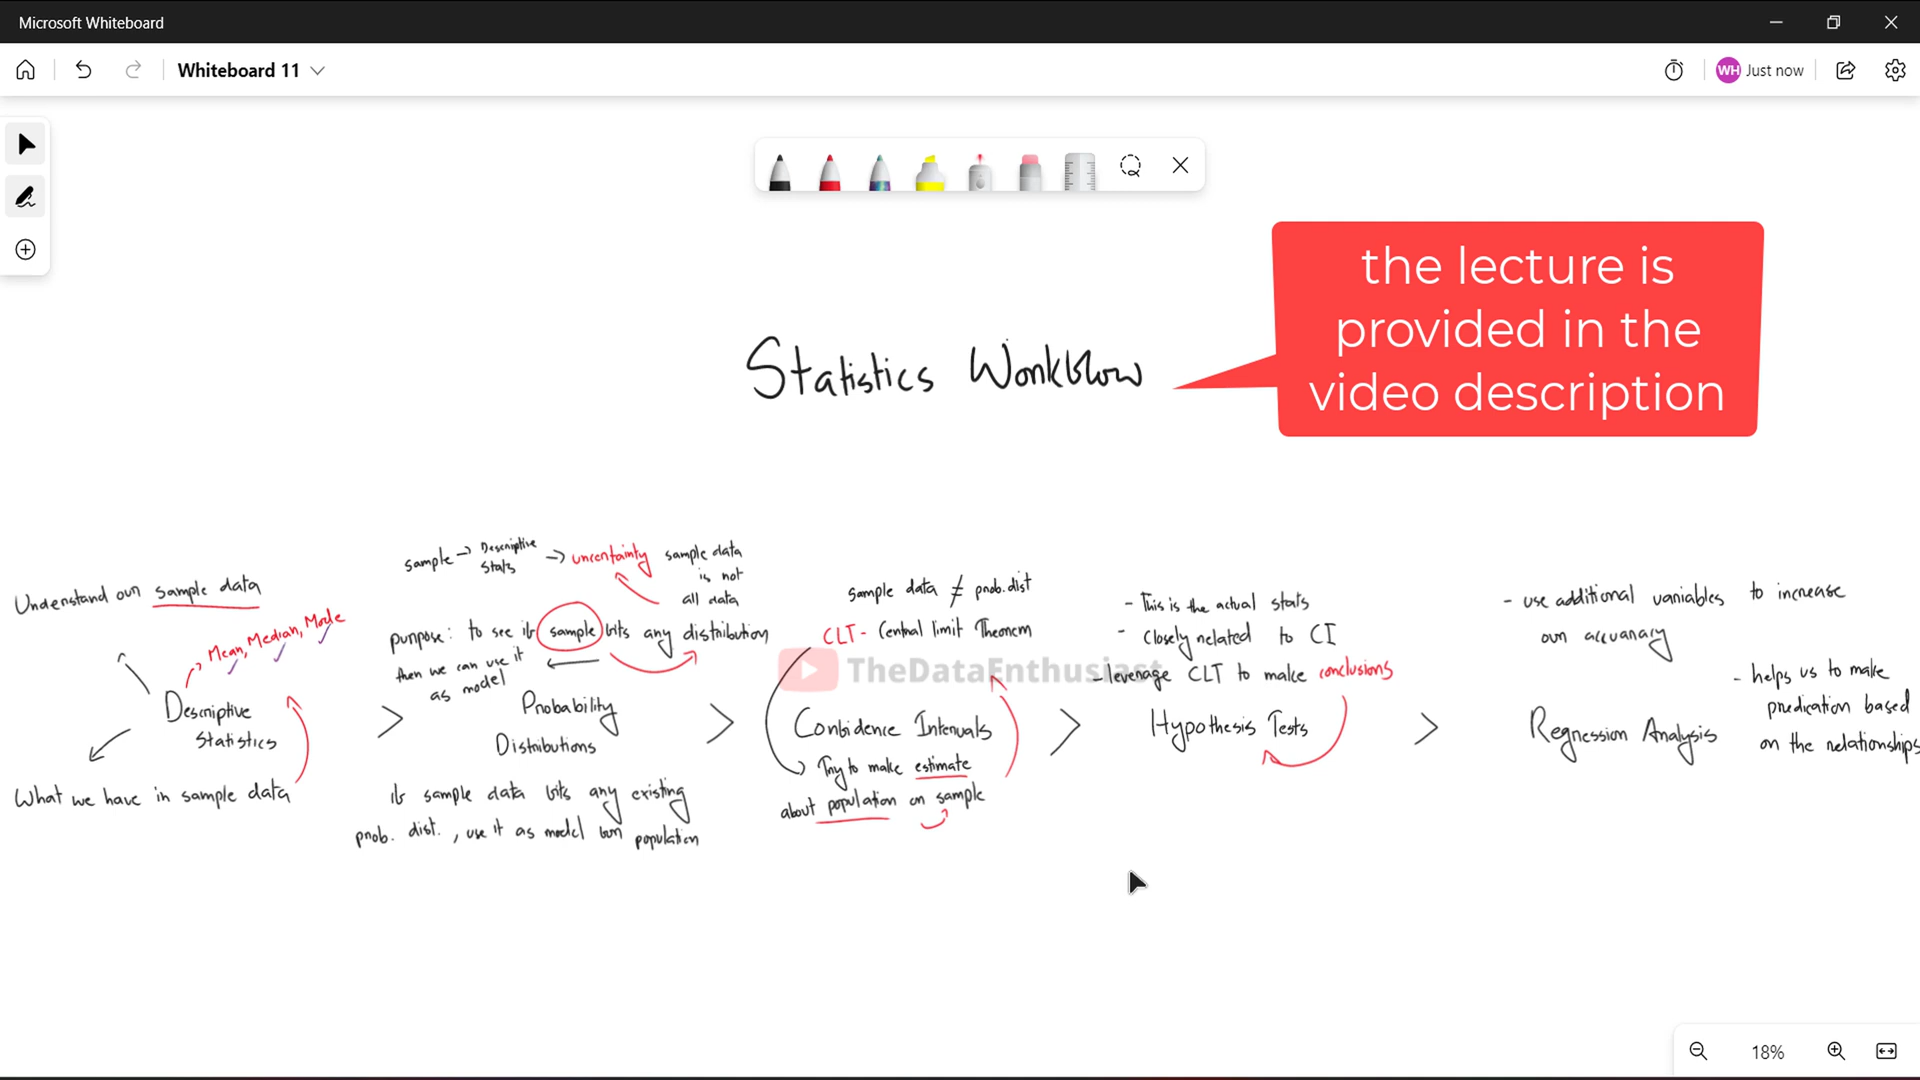 Microsoft Whiteboard
Whiteboard 11
WH Just now
the lecture is
provided in the
video description
Statistics Workflow
Understand our sample data
Mean, Median, Mode
Descriptive
Statistics
What we have in sample data
sample → Descriptive Stats → uncertainty sample data
is not
all data
purpose: to see if sample fits any distribution
then we can use it
as model
Probability
Distributions
if sample data fits any existing
prob. dist., use it as model for population
sample data ≠ prob.dist
CLT - Central limit Theorem
TheDataEnthusiast
Confidence Intervals
Try to make estimate
about population on sample
- This is the actual stats
- Closely related to CI
- leverage CLT to make conclusions
Hypothesis Tests
- use additional variables to increase
our accuracy
- helps us to make
predication based
on the relationships
Regression Analysis
18%